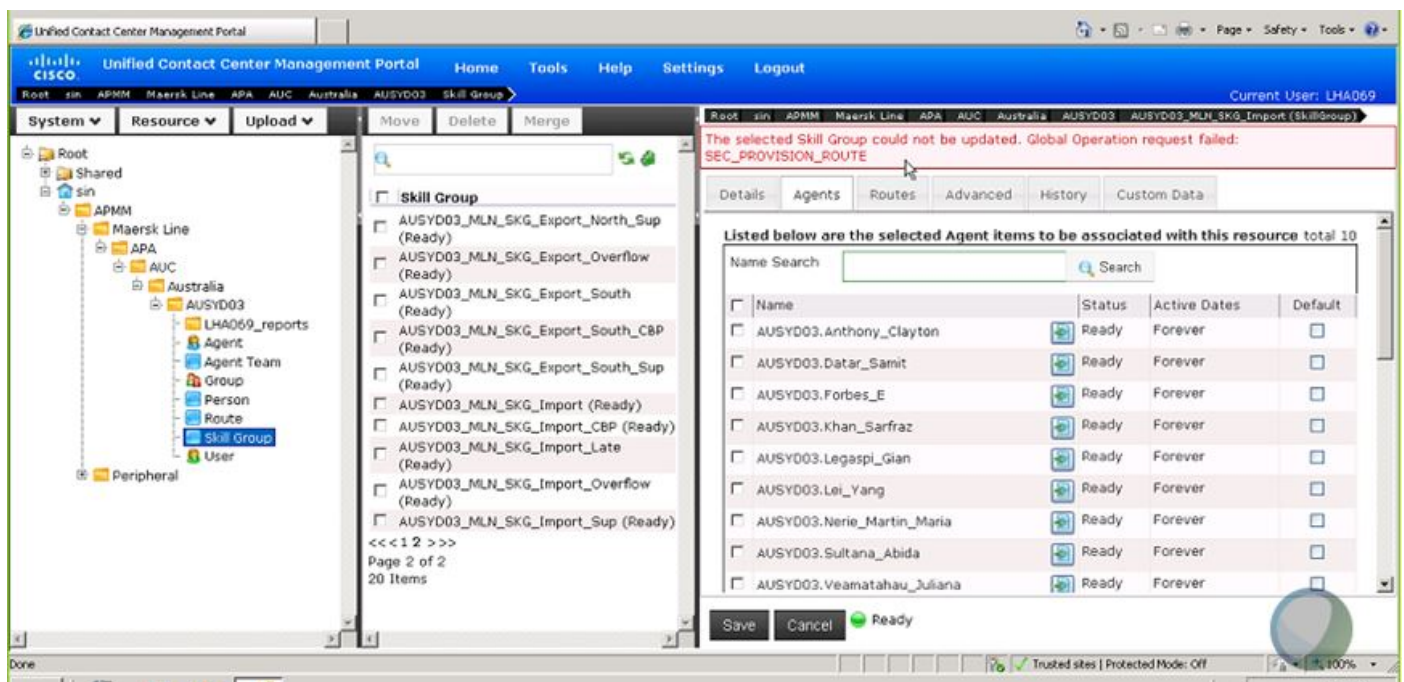 Unified Contact Center Management Portal
Page Safety Tools
CISCO Unified Contact Center Management Portal Home Tools Help Settings Logout
Root sin APMM Maersk Line APA AUC Australia AUSYD03 Skill Group
Current User: LHA069
System Resource Upload
Root
Shared
sin
APMM
Maersk Line
APA
AUC
Australia
AUSYD03
LHA069_reports
Agent
Agent Team
Group
Person
Route
Skill Group
User
Peripheral
Move Delete Merge
Skill Group
AUSYD03_MLN_SKG_Export_North_Sup
(Ready)
AUSYD03_MLN_SKG_Export_Overflow
(Ready)
AUSYD03_MLN_SKG_Export_South
(Ready)
AUSYD03_MLN_SKG_Export_South_CBP
(Ready)
AUSYD03_MLN_SKG_Export_South_Sup
(Ready)
AUSYD03_MLN_SKG_Import (Ready)
AUSYD03_MLN_SKG_Import_CBP (Ready)
AUSYD03_MLN_SKG_Import_Late
(Ready)
AUSYD03_MLN_SKG_Import_Overflow
(Ready)
AUSYD03_MLN_SKG_Import_Sup (Ready)
<<<1 2 >>>
Page 2 of 2
20 Items
Root sin APMM Maersk Line APA AUC Australia AUSYD03 AUSYD03_MLN_SKG_Import (SkillGroup)
The selected Skill Group could not be updated. Global Operation request failed:
SEC_PROVISION_ROUTE
Details Agents Routes Advanced History Custom Data
Listed below are the selected Agent items to be associated with this resource total 10
Name Search Search
Name Status Active Dates Default
AUSYD03.Anthony_Clayton Ready Forever
AUSYD03.Datar_Samit Ready Forever
AUSYD03.Forbes_E Ready Forever
AUSYD03.Khan_Sarfraz Ready Forever
AUSYD03.Legaspi_Gian Ready Forever
AUSYD03.Lei_Yang Ready Forever
AUSYD03.Nerie_Martin_Maria Ready Forever
AUSYD03.Sultana_Abida Ready Forever
AUSYD03.Veamatahau_Juliana Ready Forever
Save Cancel Ready
Done
Trusted sites | Protected Mode: Off
100%